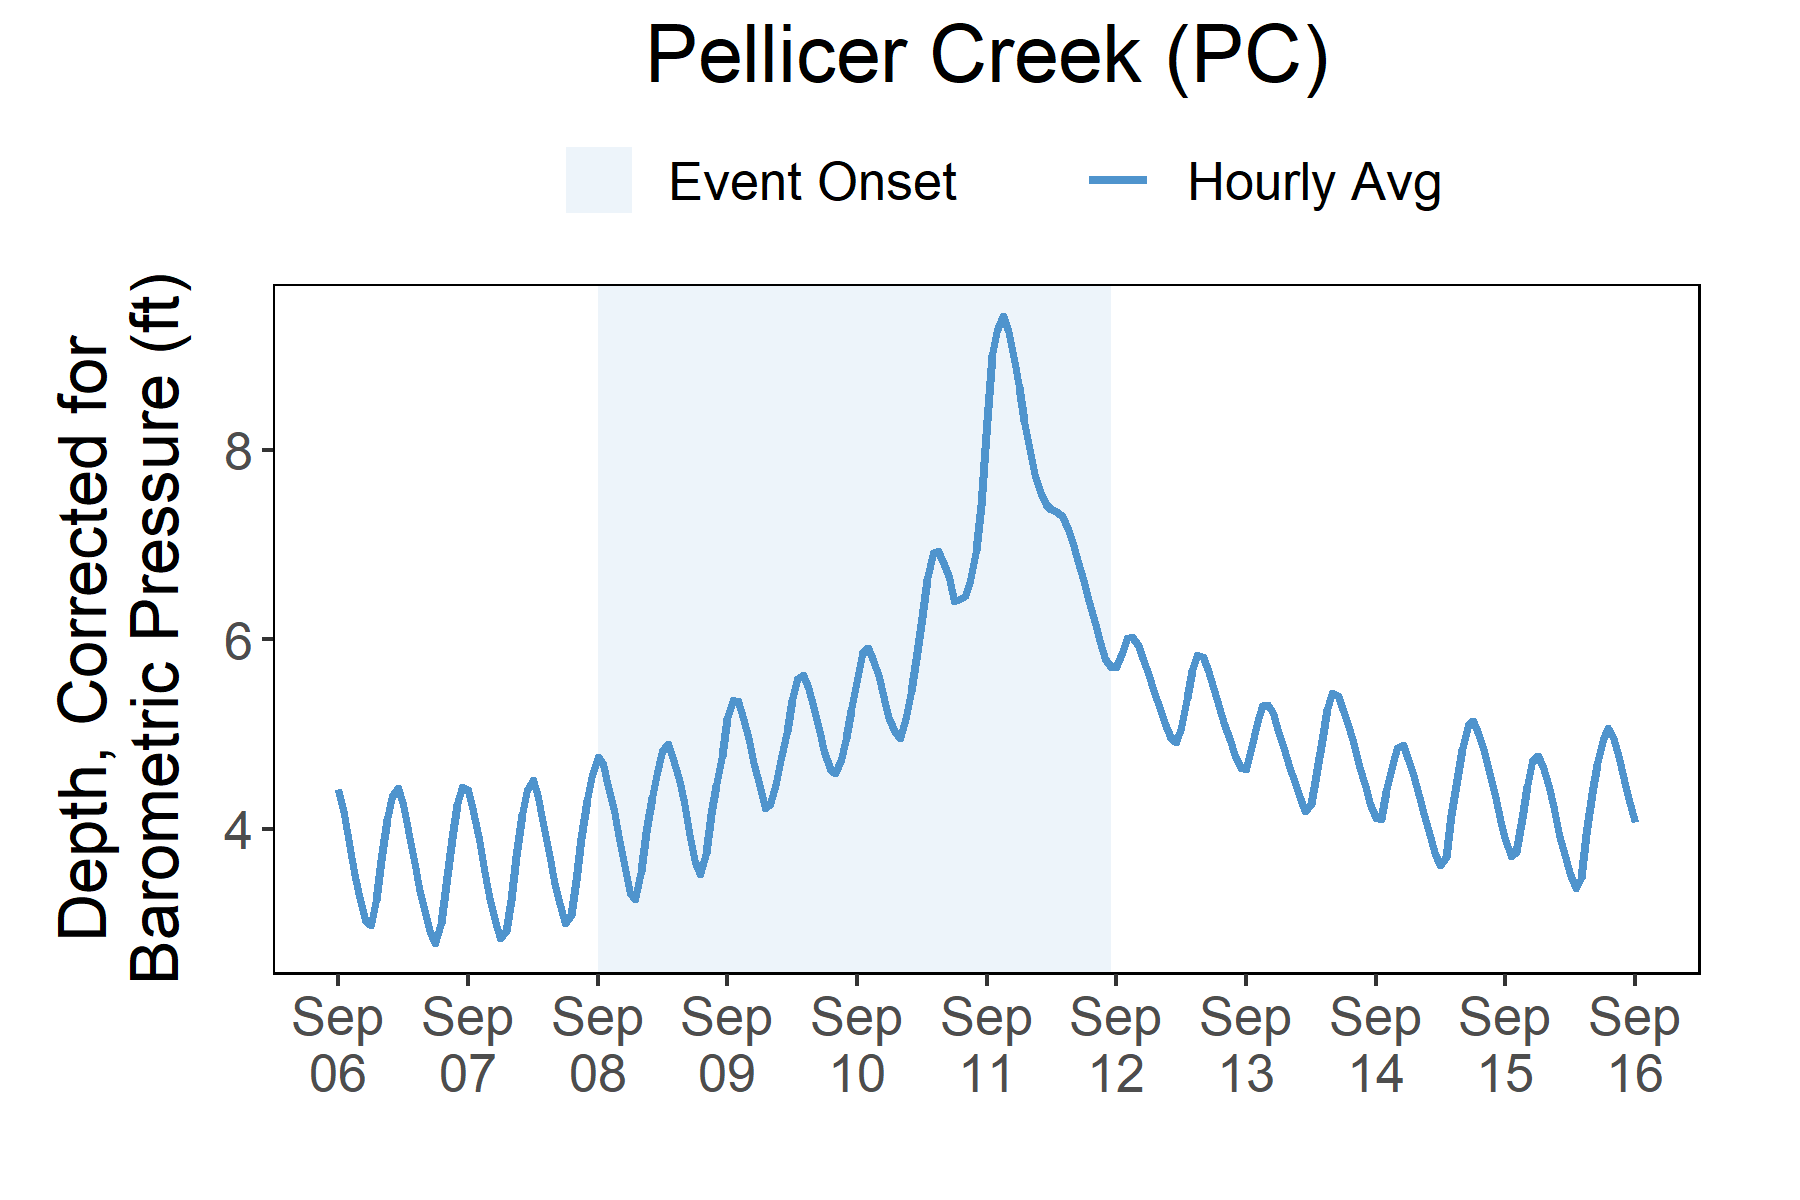 Pellicer Creek (PC)
Event Onset Hourly Avg
Depth, Corrected for
Barometric Pressure (ft)
8
6
4
Sep Sep Sep Sep Sep Sep Sep Sep Sep Sep Sep
06 07 08 09 10 11 12 13 14 15 16